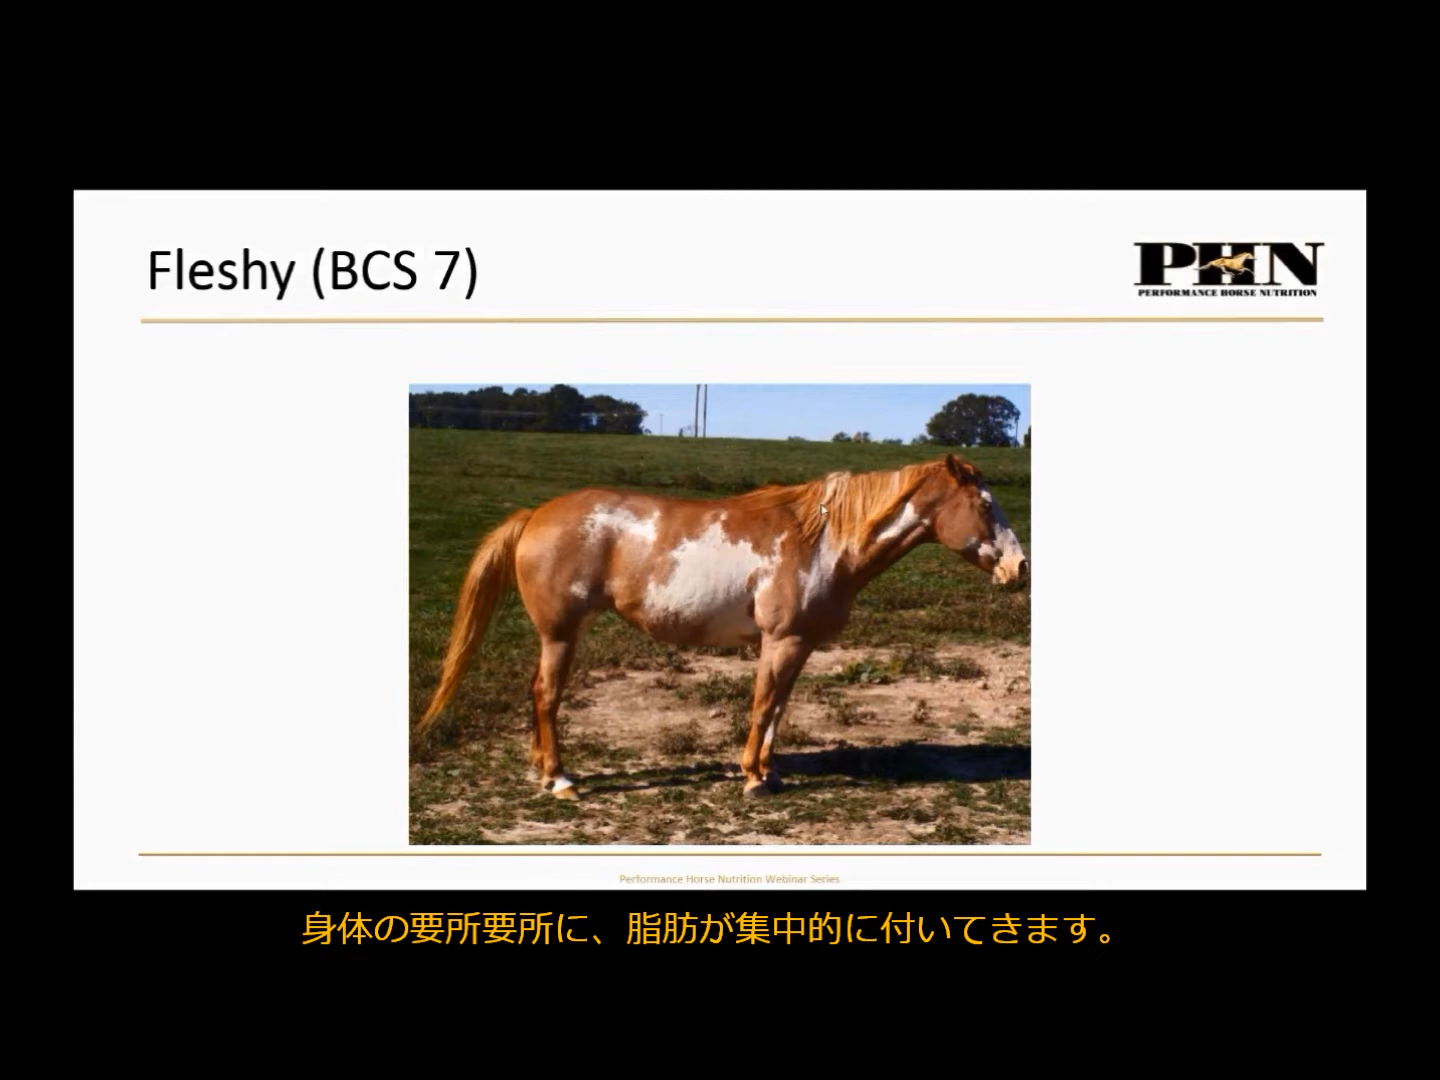 Fleshy (BCS 7)
PHN
PERFORMANCE HORSE NUTRITION
Performance Horse Nutrition Webinar Series
身体の要所要所に、脂肪が集中的に付いてきます。